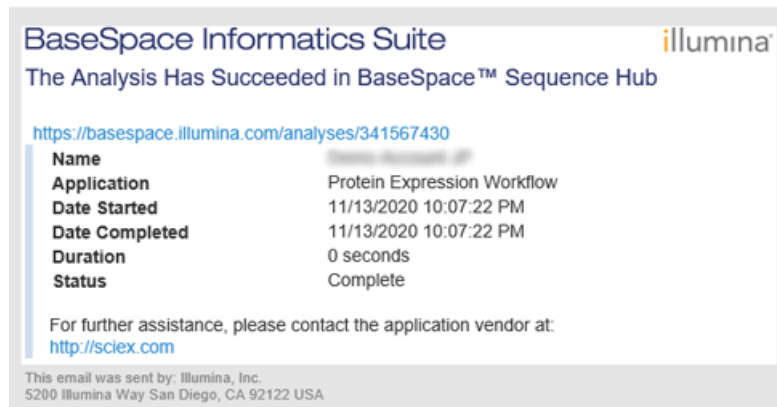 BaseSpace Informatics Suite
illumina
The Analysis Has Succeeded in BaseSpace™ Sequence Hub
https://basespace.illumina.com/analyses/341567430
Name
Application Protein Expression Workflow
Date Started 11/13/2020 10:07:22 PM
Date Completed 11/13/2020 10:07:22 PM
Duration 0 seconds
Status Complete
For further assistance, please contact the application vendor at:
http://sciex.com
This email was sent by: Illumina, Inc.
5200 Illumina Way San Diego, CA 92122 USA